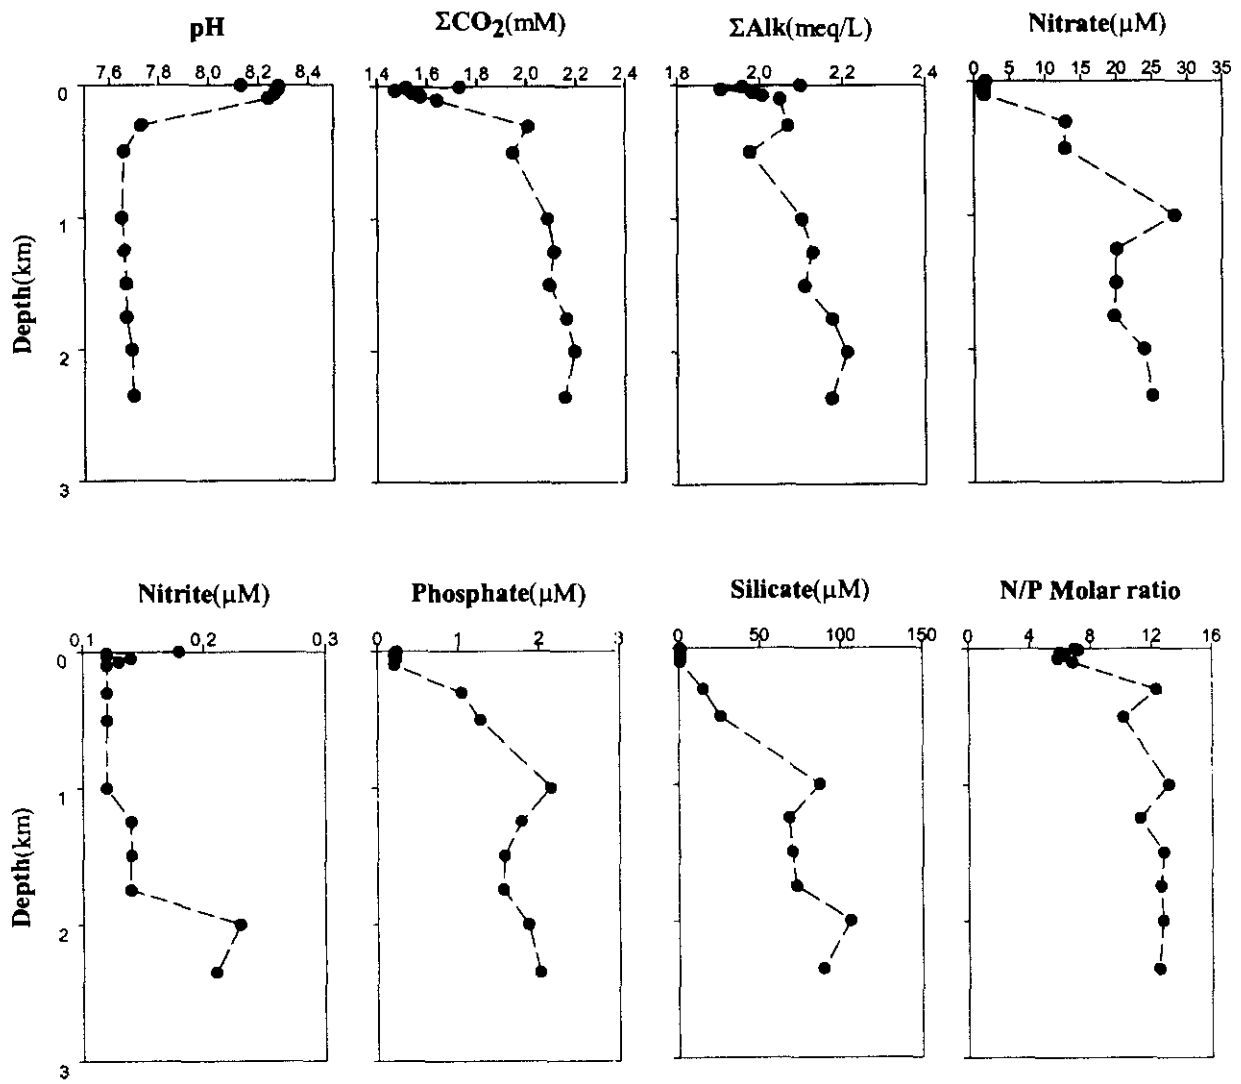 pH
ΣCO2(mM)
ΣAlk(meq/L)
Nitrate(μM)
7,6 7,8 8,0 8,2 8,4
1,4 1,6 2,0 2,2 2,4
1,8 2,0 2,2 2,4
0 5 10 15 20 25 30 35
0
1
2
3
Depth(km)
Nitrite(μM)
Phosphate(μM)
Silicate(μM)
N/P Molar ratio
0,1 0,2 0,3
0 1 2 3
0 50 100 150
0 4 8 12 16
0
1
2
3
Depth(km)